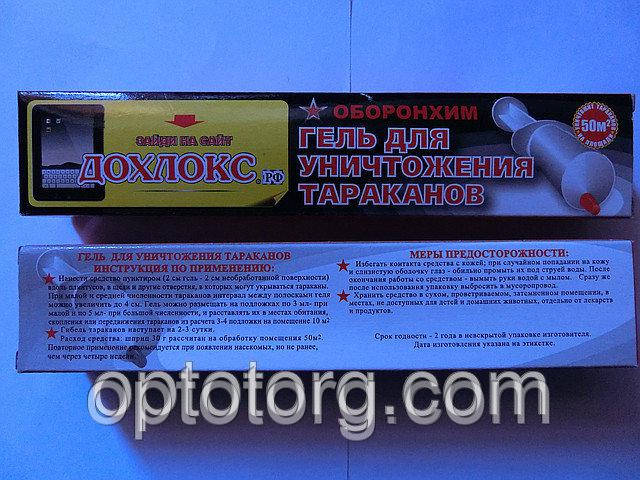 ОБОРОНХИМ
ЗАЙДИ НА САЙТ
ДОХЛОКС.РФ
ГЕЛЬ ДЛЯ
УНИЧТОЖЕНИЯ
ТАРАКАНОВ
50м²
ГЕЛЬ ДЛЯ УНИЧТОЖЕНИЯ ТАРАКАНОВ
ИНСТРУКЦИЯ ПО ПРИМЕНЕНИЮ:
Нанести средство пунктиром (2 см гель - 2 см необработанной поверхности)
вдоль плинтусов, в щели и другие отверстия, в которых могут укрываться тараканы.
При малой и средней численности тараканов интервал между полосками геля
можно увеличить до 4 см. Гель можно размещать на подложках по 3 мл- при
малой и по 5 мл- при большой численности, и расставлять их в местах обитания,
скопления или передвижения тараканов из расчета 3-4 подложки на помещение 10 м²
Гибель тараканов наступает на 2-3 сутки.
Расход средства: шприц 30 г рассчитан на обработку помещения 50м².
Повторное применение рекомендуется при появлении насекомых, но не ранее,
чем через четыре недели.
МЕРЫ ПРЕДОСТОРОЖНОСТИ:
Избегать контакта средства с кожей; при случайном попадании на кожу
и слизистую оболочку глаз - обильно промыть их под струей воды. После
окончания работы со средством - вымыть руки водой с мылом. Сразу же
после использования упаковку выбросить в мусоропровод.
Хранить средство в сухом, проветриваемом, затемненном помещении, в
местах, не доступных для детей и домашних животных, отдельно от лекарств
и продуктов.
Срок годности - 2 года в невскрытой упаковке изготовителя.
Дата изготовления указана на этикетке.
optotorg.com